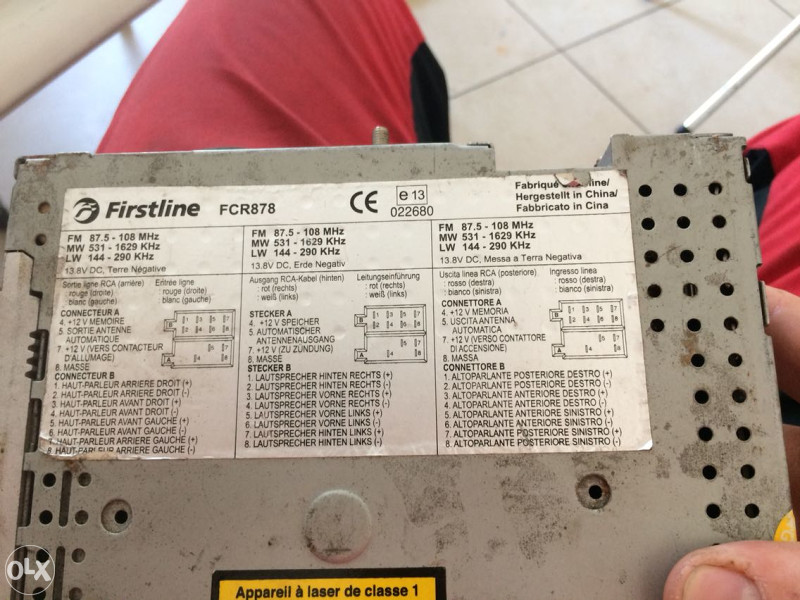 Firstline FCR878
CE
e 13
022680
Fabriqué
Hergestellt in China/
Fabbricato in Cina
FM 87.5 - 108 MHz
MW 531 - 1629 KHz
LW 144 - 290 KHz
13.8V DC, Terre Négative
Sortie ligne RCA (arrière)
: rouge (droite)
: blanc (gauche)
Entrée ligne
: rouge (droite)
: blanc (gauche)
CONNECTEUR A
4. +12 V MEMOIRE
5. SORTIE ANTENNE
AUTOMATIQUE
7. +12 V (VERS CONTACTEUR
D'ALLUMAGE)
8. MASSE
CONNECTEUR B
1. HAUT-PARLEUR ARRIERE DROIT (+)
2. HAUT-PARLEUR ARRIERE DROIT (-)
3. HAUT-PARLEUR AVANT DROIT (+)
4. HAUT-PARLEUR AVANT DROIT (-)
5. HAUT-PARLEUR AVANT GAUCHE (+)
6. HAUT-PARLEUR AVANT GAUCHE (-)
7. HAUT-PARLEUR ARRIERE GAUCHE (+)
8. HAUT-PARLEUR ARRIERE GAUCHE (-)
FM 87.5 - 108 MHz
MW 531 - 1629 KHz
LW 144 - 290 KHz
13.8V DC, Erde Negativ
Ausgang RCA-Kabel (hinten)
: rot (rechts)
: weiß (links)
Leitungseinführung
: rot (rechts)
: weiß (links)
STECKER A
4. +12 V SPEICHER
5. AUTOMATISCHER
ANTENNENAUSGANG
7. +12 V (ZU ZÜNDUNG)
8. MASSE
STECKER B
1. LAUTSPRECHER HINTEN RECHTS (+)
2. LAUTSPRECHER HINTEN RECHTS (-)
3. LAUTSPRECHER VORNE RECHTS (+)
4. LAUTSPRECHER VORNE RECHTS (-)
5. LAUTSPRECHER VORNE LINKS (+)
6. LAUTSPRECHER VORNE LINKS (-)
7. LAUTSPRECHER HINTEN LINKS (+)
8. LAUTSPRECHER HINTEN LINKS (-)
FM 87.5 - 108 MHz
MW 531 - 1629 KHz
LW 144 - 290 KHz
13.8V DC, Messa a Terra Negativa
Uscita linea RCA (posteriore)
: rosso (destra)
: bianco (sinistra)
Ingresso linea
: rosso (destra)
: bianco (sinistra)
CONNETTORE A
4. +12 V MEMORIA
5. USCITA ANTENNA
AUTOMATICA
7. +12 V (VERSO CONTATTORE
DI ACCENSIONE)
8. MASSA
CONNETTORE B
1. ALTOPARLANTE POSTERIORE DESTRO (+)
2. ALTOPARLANTE POSTERIORE DESTRO (-)
3. ALTOPARLANTE ANTERIORE DESTRO (+)
4. ALTOPARLANTE ANTERIORE DESTRO (-)
5. ALTOPARLANTE ANTERIORE SINISTRO (+)
6. ALTOPARLANTE ANTERIORE SINISTRO (-)
7. ALTOPARLANTE POSTERIORE SINISTRO (+)
8. ALTOPARLANTE POSTERIORE SINISTRO (-)
Appareil à laser de classe 1
OLX